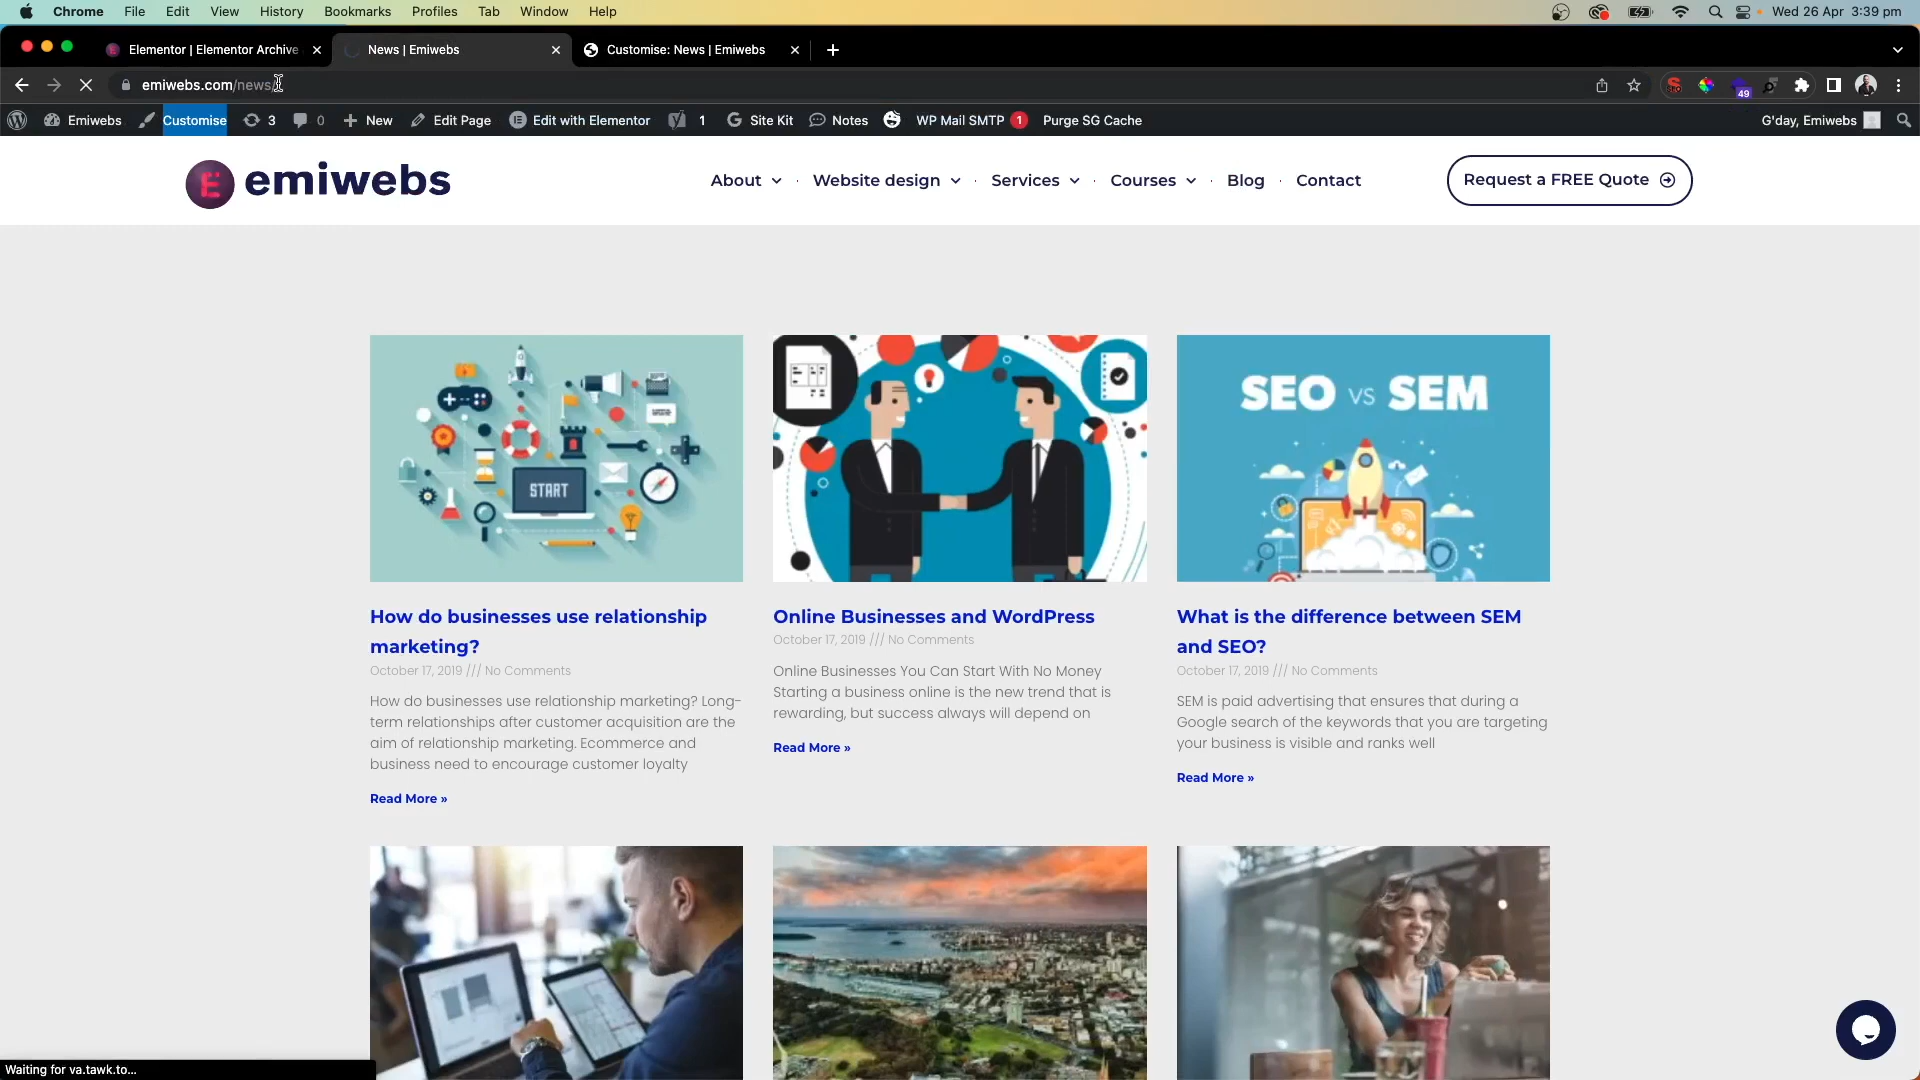 Chrome File Edit View History Bookmarks Profiles Tab Window Help Wed 26 Apr 3:39 pm
Elementor | Elementor Archive News | Emiwebs Customise: News | Emiwebs
emiwebs.com/news/ 49
Emiwebs Customise 3 0 New Edit Page Edit with Elementor 1 Site Kit Notes WP Mail SMTP 1 Purge SG Cache G'day, Emiwebs
E emiwebs About Website design Services Courses Blog Contact Request a FREE Quote
START
SEO vs SEM
How do businesses use relationship
marketing?
October 17, 2019 /// No Comments
How do businesses use relationship marketing? Long-
term relationships after customer acquisition are the
aim of relationship marketing. Ecommerce and
business need to encourage customer loyalty
Read More »
Online Businesses and WordPress
October 17, 2019 /// No Comments
Online Businesses You Can Start With No Money
Starting a business online is the new trend that is
rewarding, but success always will depend on
Read More »
What is the difference between SEM
and SEO?
October 17, 2019 /// No Comments
SEM is paid advertising that ensures that during a
Google search of the keywords that you are targeting
your business is visible and ranks well
Read More »
Waiting for va.tawk.to...